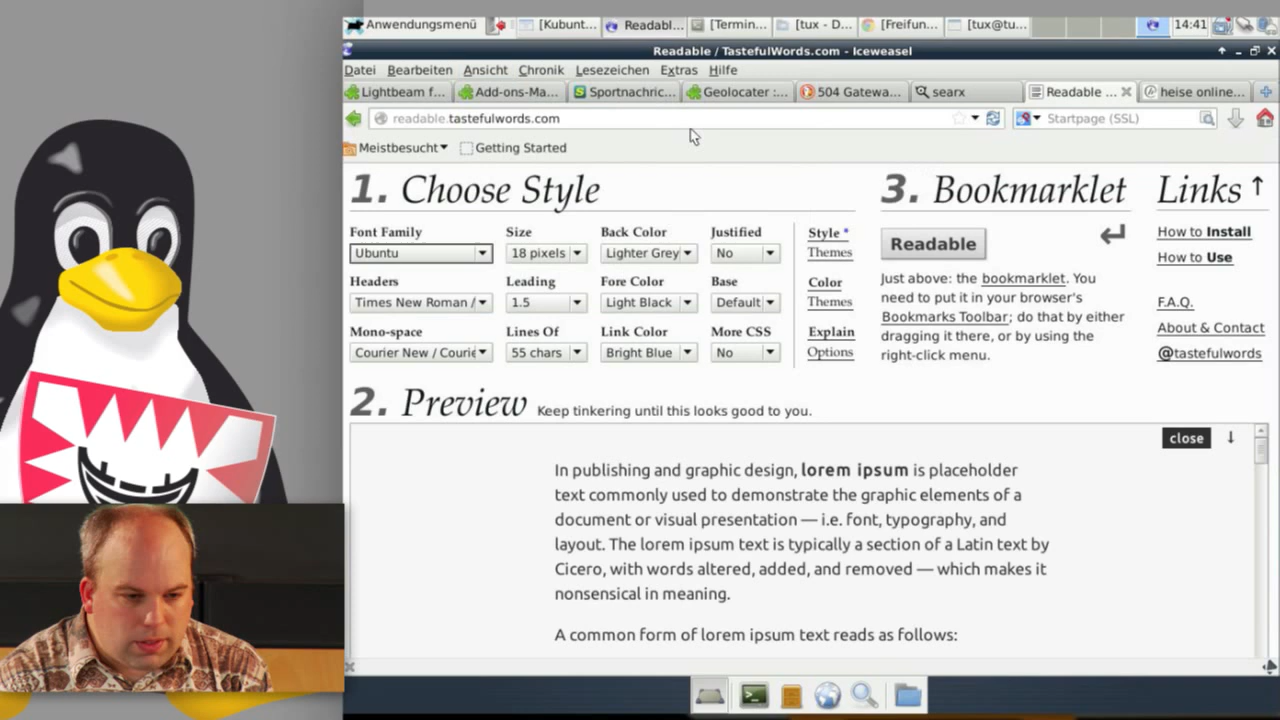 Anwendungsmenü
[Kubunt...
Readabl...
[Termin...
[tux - D...
[Freifun...
[tux@tu...
14:41
Readable / TastefulWords.com - Iceweasel
Datei Bearbeiten Ansicht Chronik Lesezeichen Extras Hilfe
Lightbeam f...
Add-ons-Ma...
Sportnachric...
Geolocater :...
504 Gatewa...
searx
Readable ...
heise online...
readable.tastefulwords.com
Startpage (SSL)
Meistbesucht
Getting Started
1. Choose Style
3. Bookmarklet
Links ↑
Font Family Size Back Color Justified
Ubuntu 18 pixels Lighter Grey No
Headers Leading Fore Color Base
Times New Roman / 1.5 Light Black Default
Mono-space Lines Of Link Color More CSS
Courier New / Courie 55 chars Bright Blue No
Style *
Themes
Color
Themes
Explain
Options
Readable
Just above: the bookmarklet. You
need to put it in your browser's
Bookmarks Toolbar; do that by either
dragging it there, or by using the
right-click menu.
How to Install
How to Use
F.A.Q.
About & Contact
@tastefulwords
2. Preview Keep tinkering until this looks good to you.
close ↓
In publishing and graphic design, lorem ipsum is placeholder
text commonly used to demonstrate the graphic elements of a
document or visual presentation — i.e. font, typography, and
layout. The lorem ipsum text is typically a section of a Latin text by
Cicero, with words altered, added, and removed — which makes it
nonsensical in meaning.
A common form of lorem ipsum text reads as follows: